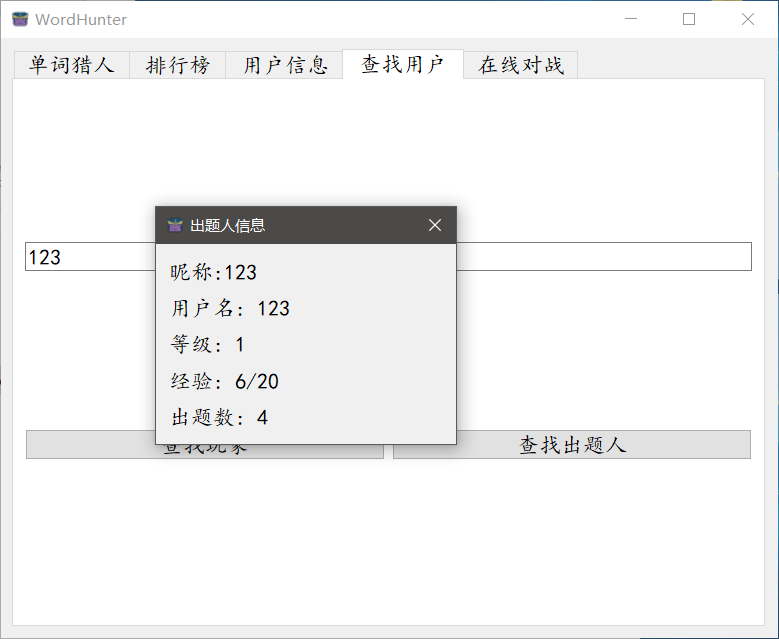 WordHunter
单词猎人 排行榜 用户信息 查找用户 在线对战
123
出题人信息
昵称:123
用户名: 123
等级: 1
经验: 6/20
出题数: 4
查找玩家 查找出题人